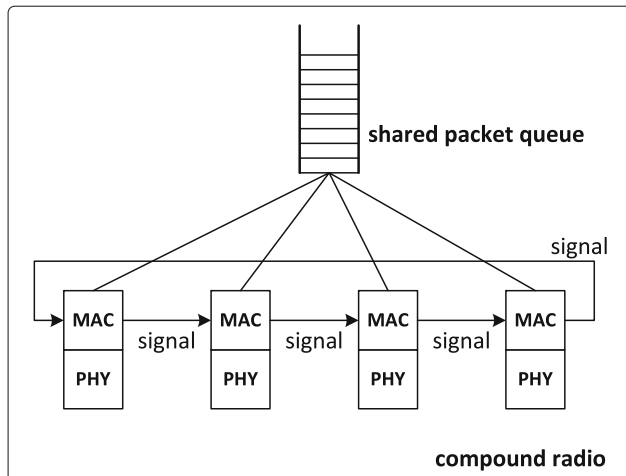 shared packet queue
signal
MAC MAC MAC MAC
signal signal signal
PHY PHY PHY PHY
compound radio